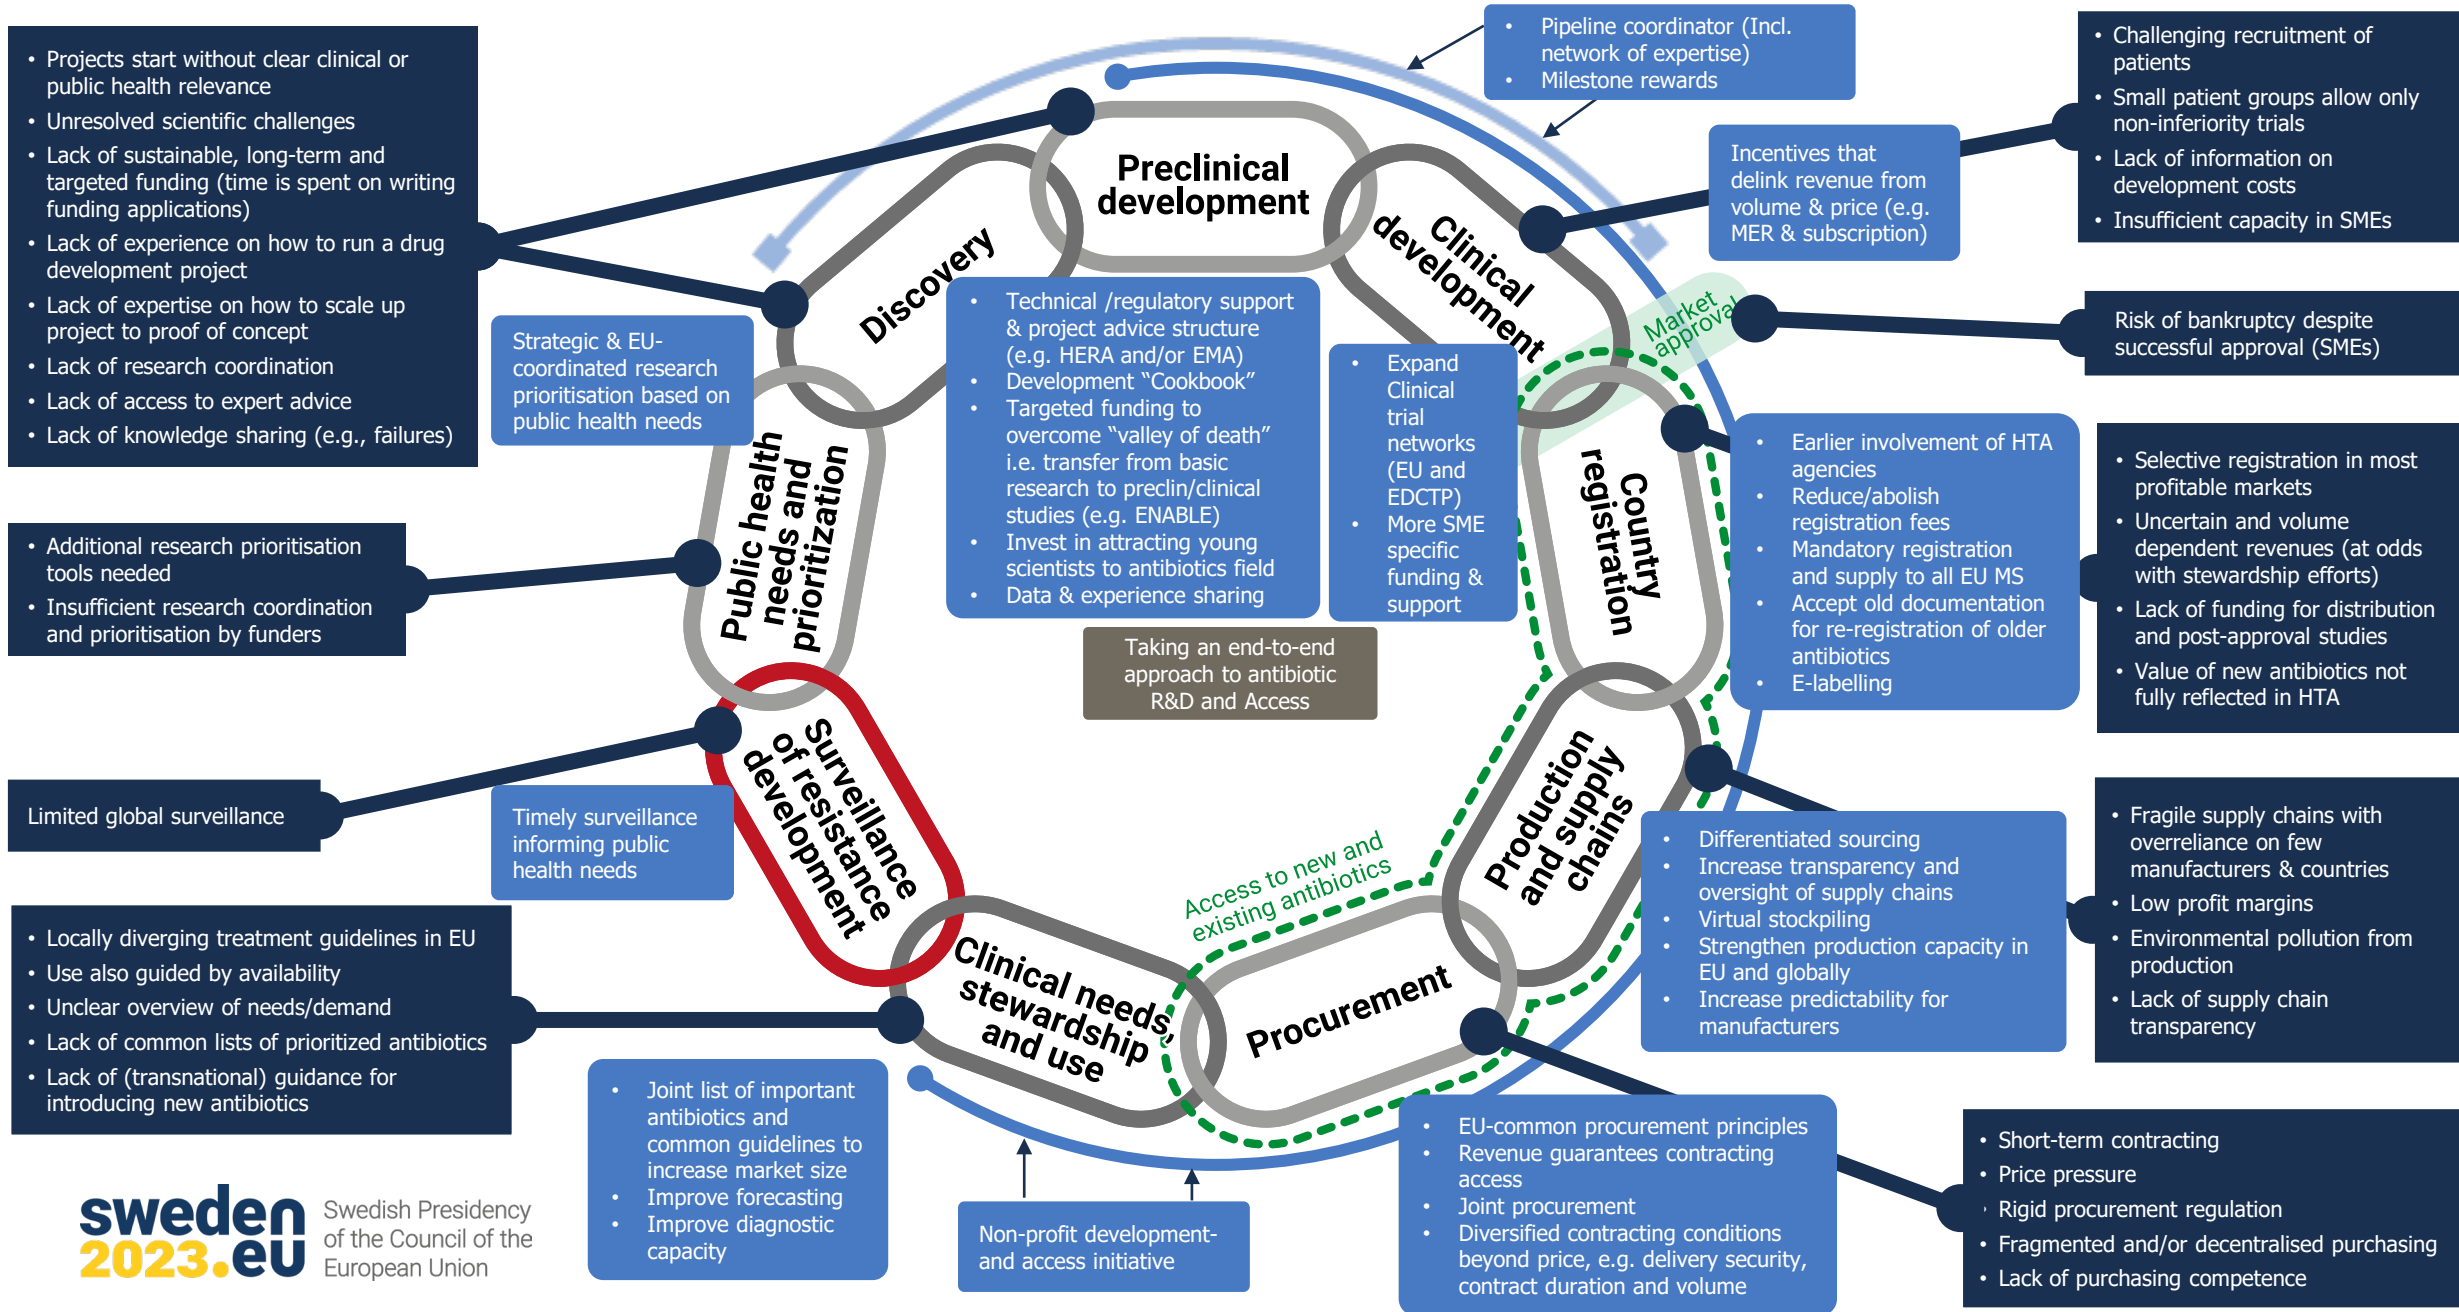 • Projects start without clear clinical or
public health relevance
• Unresolved scientific challenges
• Lack of sustainable, long-term and
targeted funding (time is spent on writing
funding applications)
• Lack of experience on how to run a drug
development project
• Lack of expertise on how to scale up
project to proof of concept
• Lack of research coordination
• Lack of access to expert advice
• Lack of knowledge sharing (e.g., failures)
• Additional research prioritisation
tools needed
• Insufficient research coordination
and prioritisation by funders
Limited global surveillance
• Locally diverging treatment guidelines in EU
• Use also guided by availability
• Unclear overview of needs/demand
• Lack of common lists of prioritized antibiotics
• Lack of (transnational) guidance for
introducing new antibiotics
Strategic & EU-
coordinated research
prioritisation based on
public health needs
Timely surveillance
informing public
health needs
• Joint list of important
antibiotics and
common guidelines to
increase market size
• Improve forecasting
• Improve diagnostic
capacity
Discovery
Preclinical
development
Clinical
development
Market
approval
Country
registration
Production
and supply
chains
Procurement
Clinical needs,
stewardship
and use
Surveillance
of resistance
development
Public health
needs and
prioritization
• Technical /regulatory support
& project advice structure
(e.g. HERA and/or EMA)
• Development “Cookbook”
• Targeted funding to
overcome “valley of death”
i.e. transfer from basic
research to preclin/clinical
studies (e.g. ENABLE)
• Invest in attracting young
scientists to antibiotics field
• Data & experience sharing
• Expand
Clinical
trial
networks
(EU and
EDCTP)
• More SME
specific
funding &
support
Taking an end-to-end
approach to antibiotic
R&D and Access
Access to new and
existing antibiotics
Non-profit development-
and access initiative
• Pipeline coordinator (Incl.
network of expertise)
• Milestone rewards
Incentives that
delink revenue from
volume & price (e.g.
MER & subscription)
• Earlier involvement of HTA
agencies
• Reduce/abolish
registration fees
• Mandatory registration
and supply to all EU MS
• Accept old documentation
for re-registration of older
antibiotics
• E-labelling
• Differentiated sourcing
• Increase transparency and
oversight of supply chains
• Virtual stockpiling
• Strengthen production capacity in
EU and globally
• Increase predictability for
manufacturers
• EU-common procurement principles
• Revenue guarantees contracting
access
• Joint procurement
• Diversified contracting conditions
beyond price, e.g. delivery security,
contract duration and volume
• Challenging recruitment of
patients
• Small patient groups allow only
non-inferiority trials
• Lack of information on
development costs
• Insufficient capacity in SMEs
Risk of bankruptcy despite
successful approval (SMEs)
• Selective registration in most
profitable markets
• Uncertain and volume
dependent revenues (at odds
with stewardship efforts)
• Lack of funding for distribution
and post-approval studies
• Value of new antibiotics not
fully reflected in HTA
• Fragile supply chains with
overreliance on few
manufacturers & countries
• Low profit margins
• Environmental pollution from
production
• Lack of supply chain
transparency
• Short-term contracting
• Price pressure
• Rigid procurement regulation
• Fragmented and/or decentralised purchasing
• Lack of purchasing competence
sweden
2023.eu
Swedish Presidency
of the Council of the
European Union